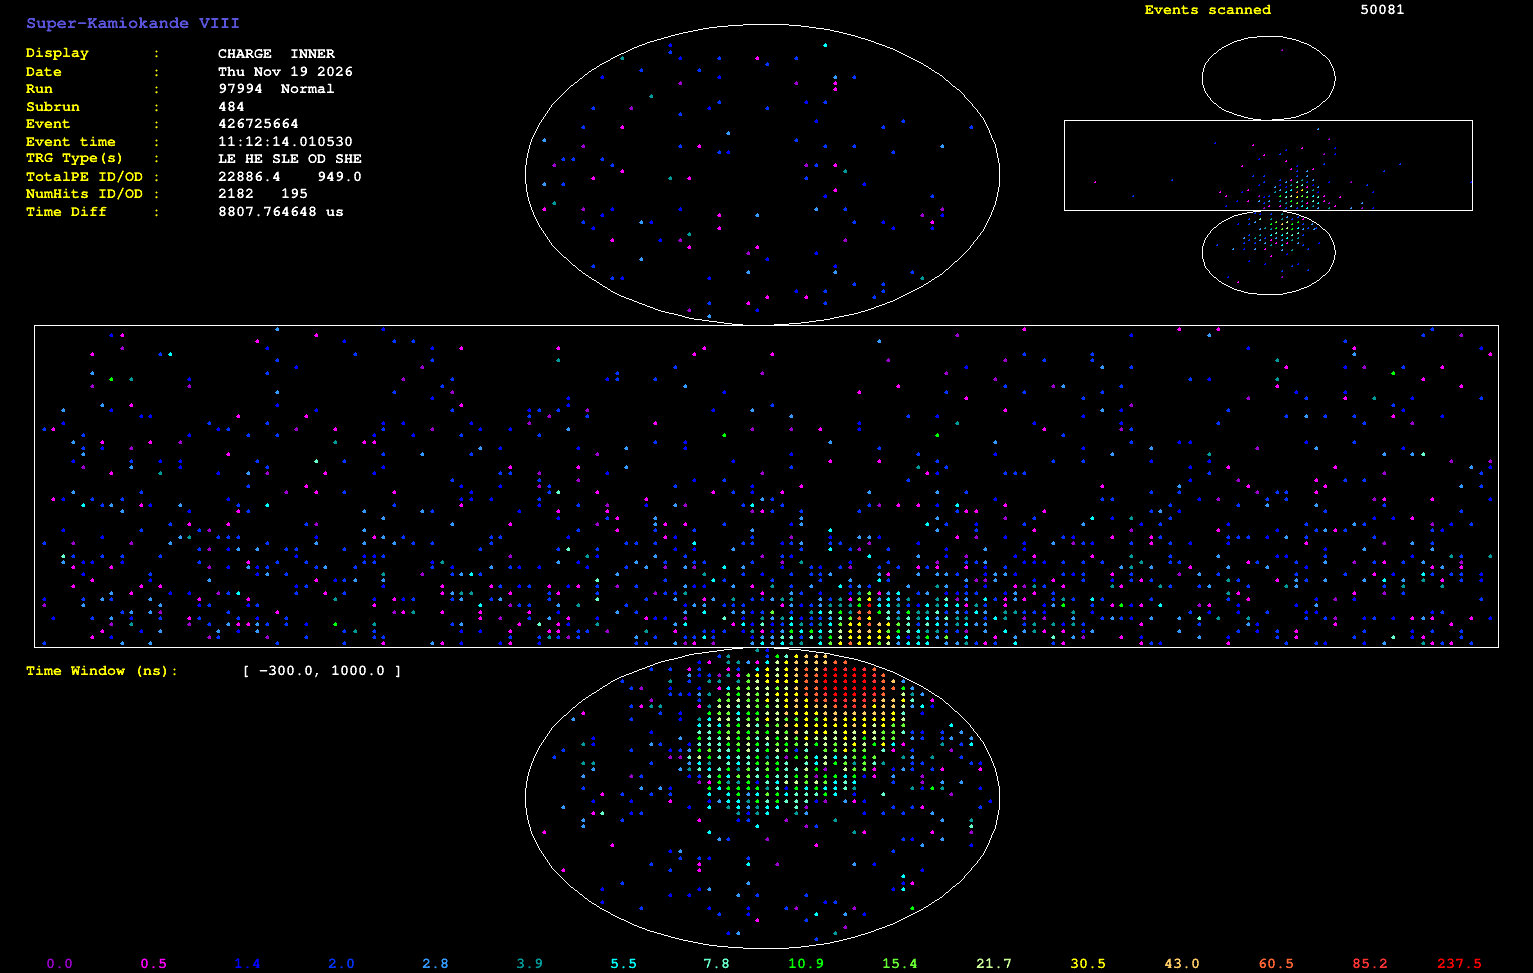 Super-Kamiokande VIII
Display : CHARGE INNER
Date : Thu Nov 19 2026
Run : 97994 Normal
Subrun : 484
Event : 426725664
Event time : 11:12:14.010530
TRG Type(s) : LE HE SLE OD SHE
TotalPE ID/OD : 22886.4 949.0
NumHits ID/OD : 2182 195
Time Diff : 8807.764648 us
Events scanned 50081
Time Window (ns): [ −300.0, 1000.0 ]
0.0 0.5 1.4 2.0 2.8 3.9 5.5 7.8 10.9 15.4 21.7 30.5 43.0 60.5 85.2 237.5